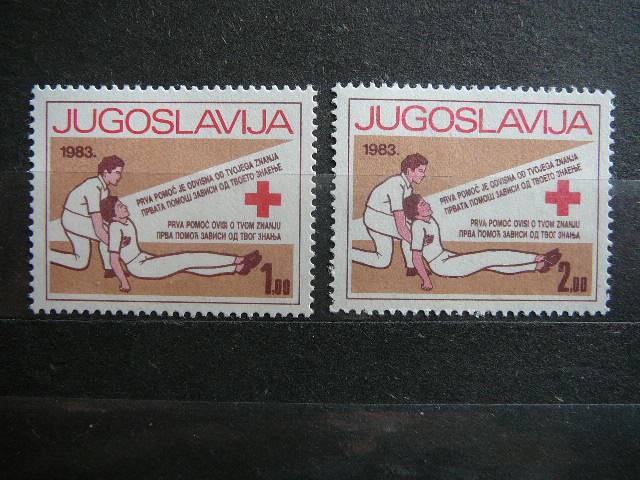 JUGOSLAVIJA
1983.
PRVA POMOČ JE ODVISNA OD TVOJEGA ZNANJA
ПРВАТА ПОМОШ ЗАВИСИ ОД ТВОЕТО ЗНАЕЊЕ
PRVA POMOĆ OVISI O TVOM ZNANJU
ПРВА ПОМОЋ ЗАВИСИ ОД ТВОГ ЗНАЊА
1.00
JUGOSLAVIJA
1983.
PRVA POMOČ JE ODVISNA OD TVOJEGA ZNANJA
ПРВАТА ПОМОШ ЗАВИСИ ОД ТВОЕТО ЗНАЕЊЕ
PRVA POMOĆ OVISI O TVOM ZNANJU
ПРВА ПОМОЋ ЗАВИСИ ОД ТВОГ ЗНАЊА
2.00